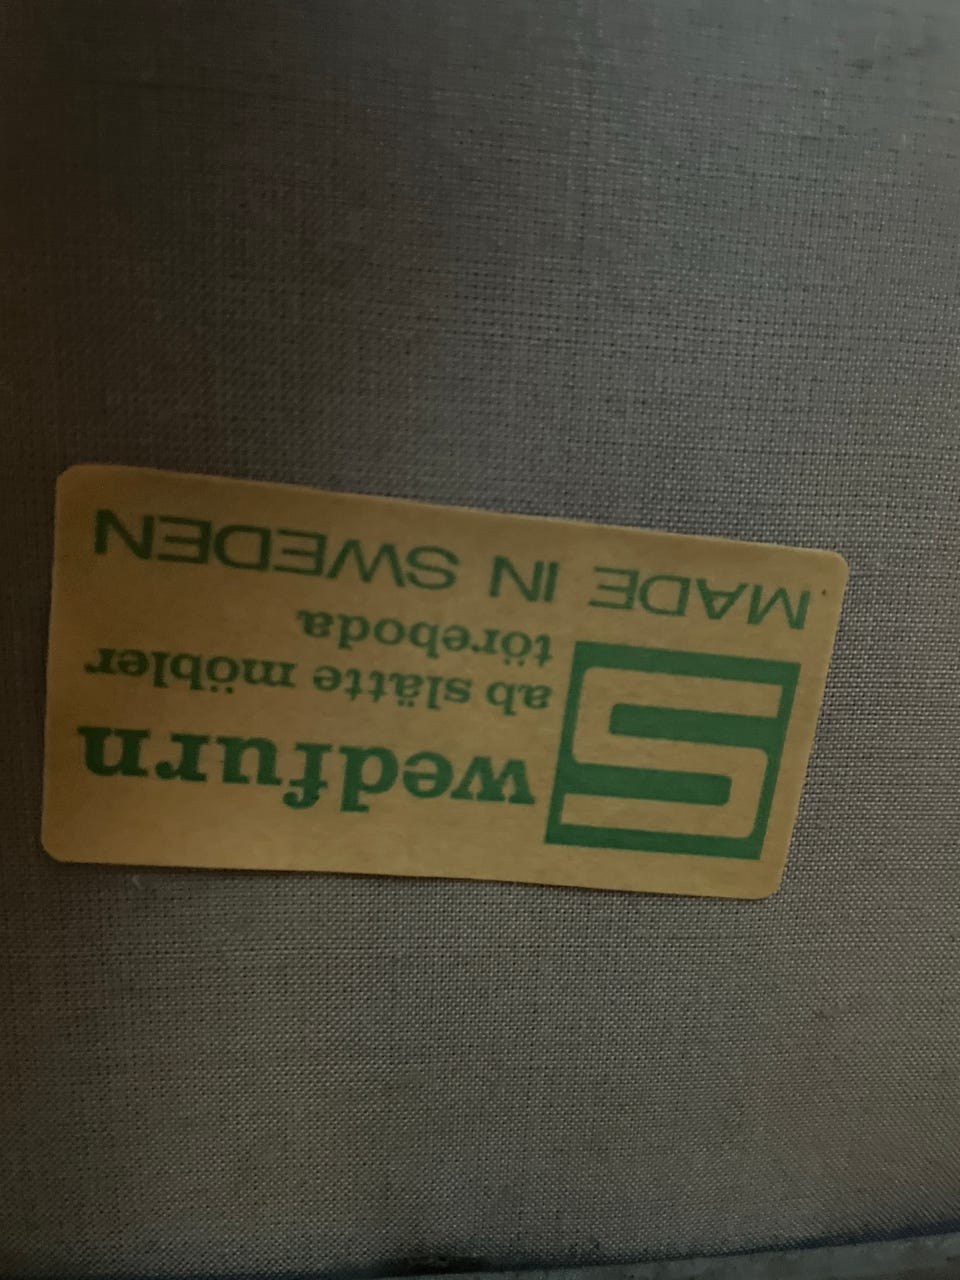 Swedfurn
ab slätte möbler
töreboda
MADE IN SWEDEN